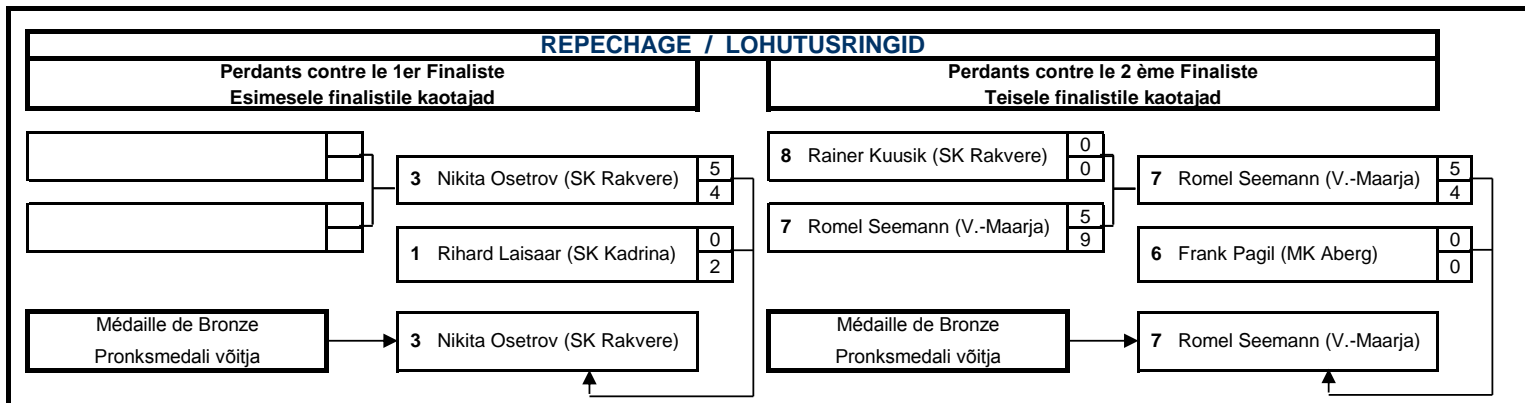 REPECHAGE / LOHUTUSRINGID
Perdants contre le 1er Finaliste
Esimesele finalistile kaotajad
Perdants contre le 2 ème Finaliste
Teisele finalistile kaotajad
3 Nikita Osetrov (SK Rakvere) 5
4
1 Rihard Laisaar (SK Kadrina) 0
2
Médaille de Bronze
Pronksmedali võitja
3 Nikita Osetrov (SK Rakvere)
8 Rainer Kuusik (SK Rakvere) 0
0
7 Romel Seemann (V.-Maarja) 5
9
7 Romel Seemann (V.-Maarja) 5
4
6 Frank Pagil (MK Aberg) 0
0
Médaille de Bronze
Pronksmedali võitja
7 Romel Seemann (V.-Maarja)